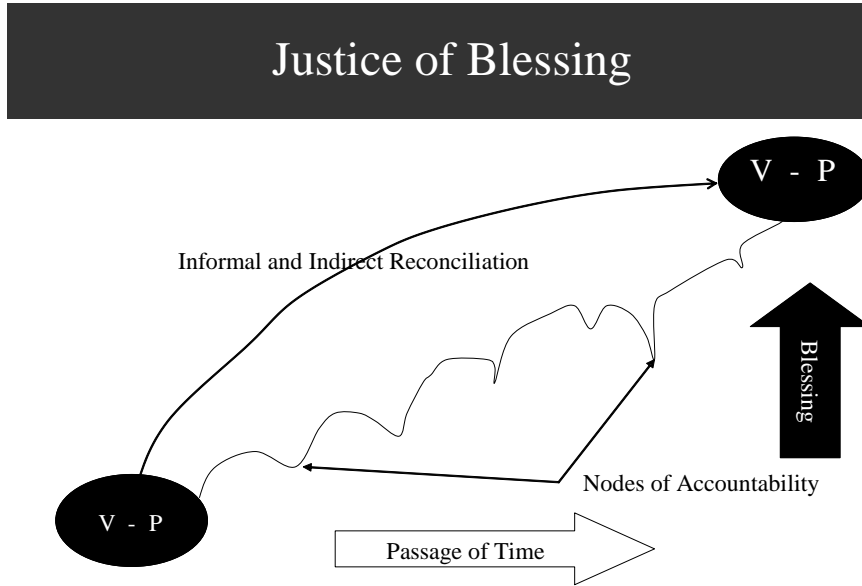 Justice of Blessing
V - P
Informal and Indirect Reconciliation
Blessing
Nodes of Accountability
V - P
Passage of Time